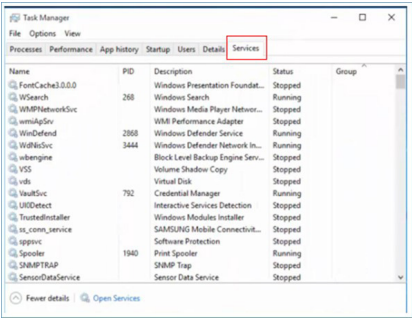 Task Manager
File Options View
Processes Performance App history Startup Users Details Services
Name PID Description Status Group
FontCache3.0.0.0 Windows Presentation Foundat... Stopped
WSearch 268 Windows Search Running
WMPNetworkSvc Windows Media Player Networ... Stopped
wmiApSrv WMI Performance Adapter Stopped
WinDefend 2868 Windows Defender Service Running
WdNisSvc 3444 Windows Defender Network In... Running
wbengine Block Level Backup Engine Serv... Stopped
VSS Volume Shadow Copy Stopped
vds Virtual Disk Stopped
VaultSvc 792 Credential Manager Running
UI0Detect Interactive Services Detection Stopped
TrustedInstaller Windows Modules Installer Stopped
ss_conn_service SAMSUNG Mobile Connectivit... Stopped
sppsvc Software Protection Stopped
Spooler 1940 Print Spooler Running
SNMPTRAP SNMP Trap Stopped
SensorDataService Sensor Data Service Stopped
Fewer details Open Services